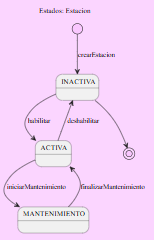 Estados: Estacion
crearEstacion
INACTIVA
habilitar
deshabilitar
ACTIVA
iniciarMantenimiento
finalizarMantenimiento
MANTENIMIENTO